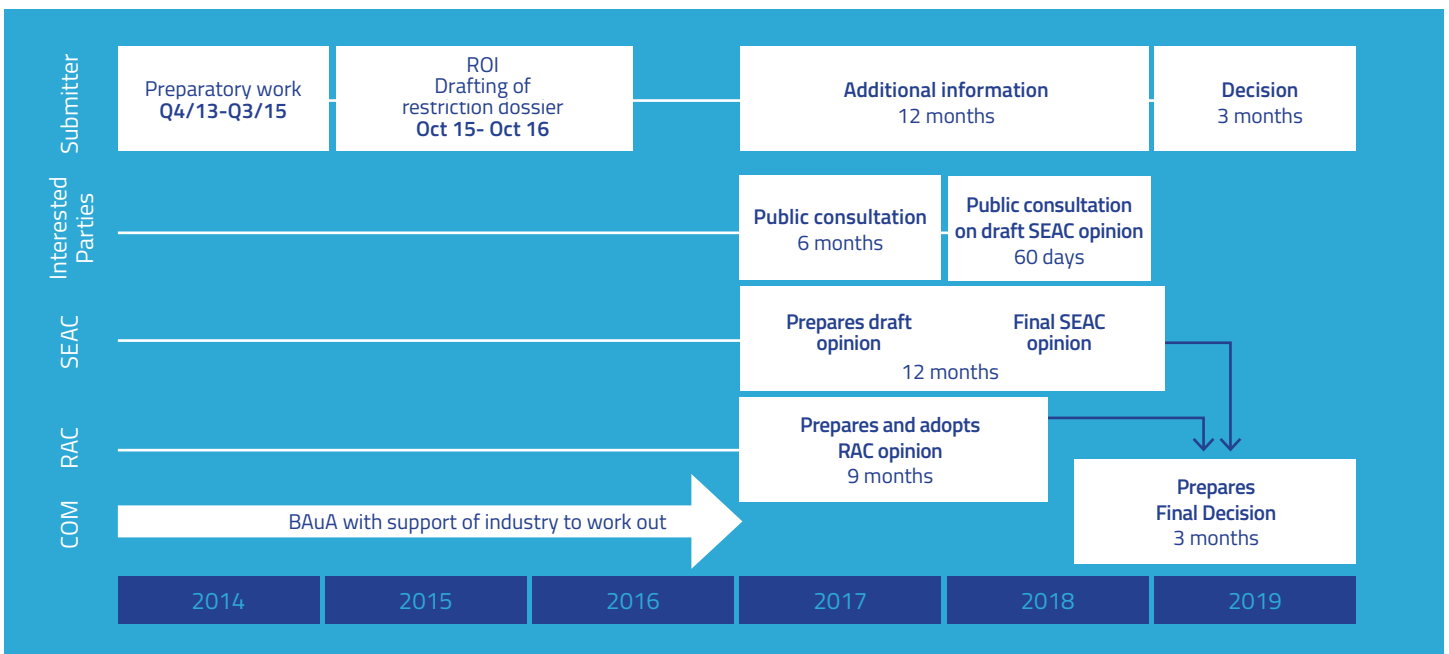 Submitter
Preparatory work
Q4/13-Q3/15
ROI
Drafting of
restriction dossier
Oct 15- Oct 16
Additional information
12 months
Decision
3 months
Interested
Parties
Public consultation
6 months
Public consultation
on draft SEAC opinion
60 days
SEAC
Prepares draft
opinion
Final SEAC
opinion
12 months
RAC
Prepares and adopts
RAC opinion
9 months
COM
BAuA with support of industry to work out
Prepares
Final Decision
3 months
2014
2015
2016
2017
2018
2019